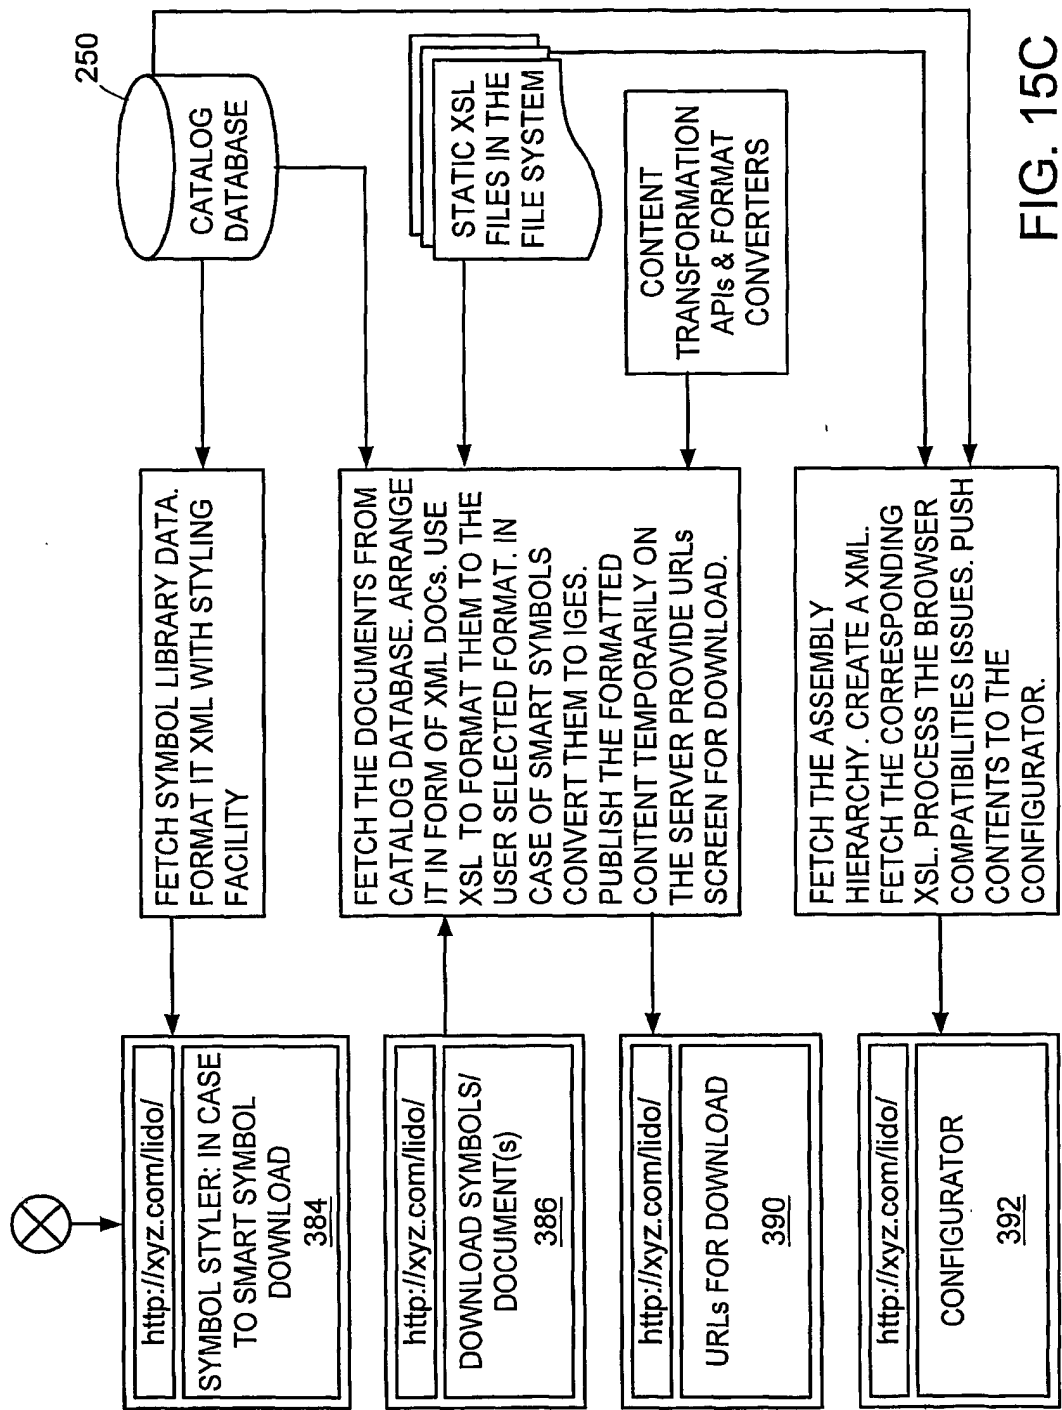 http://xyz.com/lido/
SYMBOL STYLER: IN CASE
TO SMART SYMBOL
DOWNLOAD
384
http://xyz.com/lido/
DOWNLOAD SYMBOLS/
DOCUMENT(s)
386
http://xyz.com/lido/
URLs FOR DOWNLOAD
390
http://xyz.com/lido/
CONFIGURATOR
392
FETCH SYMBOL LIBRARY DATA.
FORMAT IT XML WITH STYLING
FACILITY
FETCH THE DOCUMENTS FROM
CATALOG DATABASE. ARRANGE
IT IN FORM OF XML DOCs. USE
XSL TO FORMAT THEM TO THE
USER SELECTED FORMAT. IN
CASE OF SMART SYMBOLS
CONVERT THEM TO IGES.
PUBLISH THE FORMATTED
CONTENT TEMPORARILY ON
THE SERVER PROVIDE URLs
SCREEN FOR DOWNLOAD.
FETCH THE ASSEMBLY
HIERARCHY. CREATE A XML.
FETCH THE CORRESPONDING
XSL. PROCESS THE BROWSER
COMPATIBILITIES ISSUES. PUSH
CONTENTS TO THE
CONFIGURATOR.
250
CATALOG
DATABASE
STATIC XSL
FILES IN THE
FILE SYSTEM
CONTENT
TRANSFORMATION
APIs & FORMAT
CONVERTERS
FIG. 15C